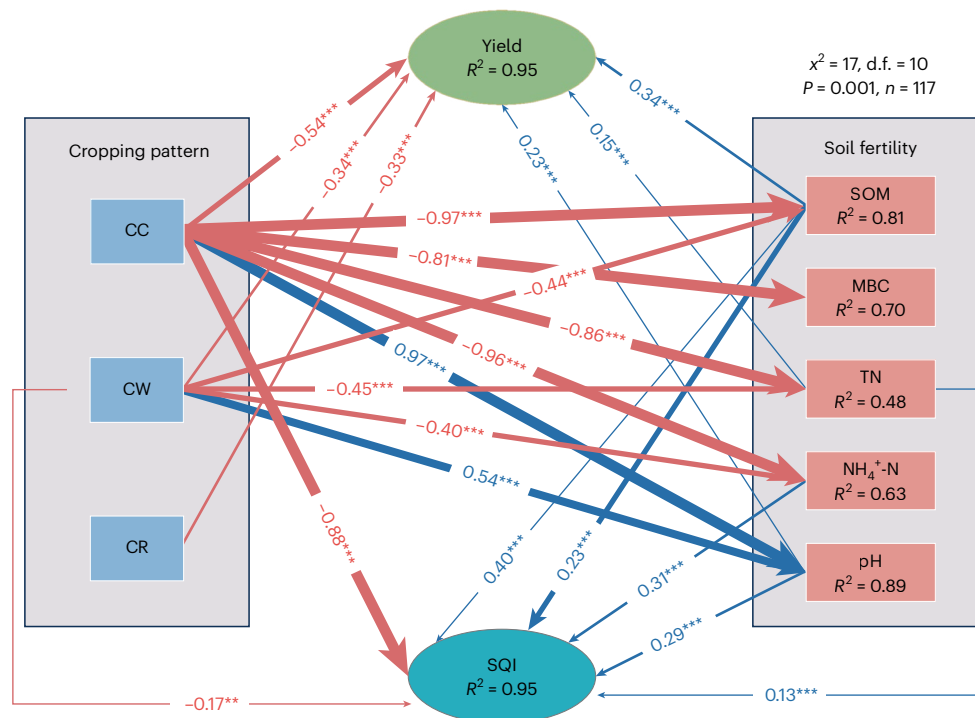 Yield
R² = 0.95
x² = 17, d.f. = 10
P = 0.001, n = 117
Cropping pattern
Soil fertility
CC
CW
CR
SOM
R² = 0.81
MBC
R² = 0.70
TN
R² = 0.48
NH₄⁺-N
R² = 0.63
pH
R² = 0.89
−0.54***
−0.34***
−0.33***
0.34***
0.15***
0.23***
−0.97***
−0.81***
−0.44***
−0.86***
−0.96***
0.97***
−0.45***
−0.40***
0.54***
−0.88***
0.40***
0.23***
0.31***
0.29***
SQI
R² = 0.95
−0.17**
0.13***